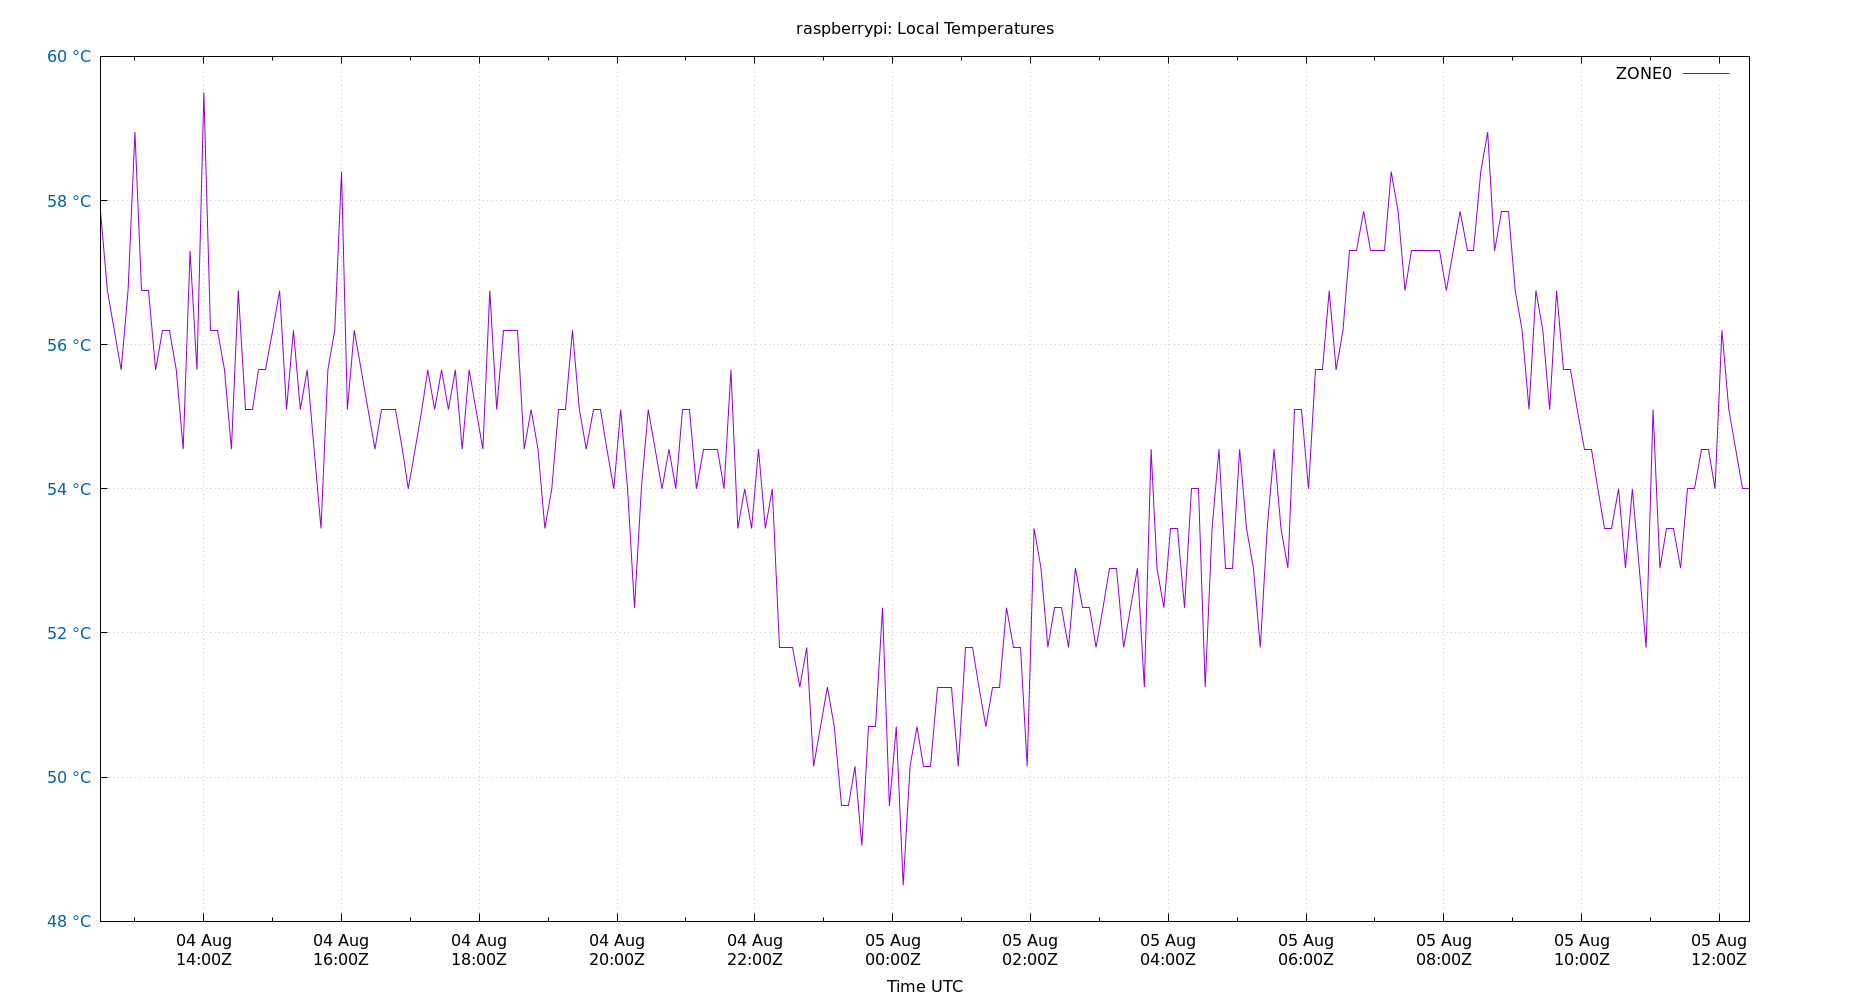 raspberrypi: Local Temperatures
60 °C
ZONE0
58 °C
56 °C
54 °C
52 °C
50 °C
48 °C
04 Aug
14:00Z
04 Aug
16:00Z
04 Aug
18:00Z
04 Aug
20:00Z
04 Aug
22:00Z
05 Aug
00:00Z
05 Aug
02:00Z
05 Aug
04:00Z
05 Aug
06:00Z
05 Aug
08:00Z
05 Aug
10:00Z
05 Aug
12:00Z
Time UTC